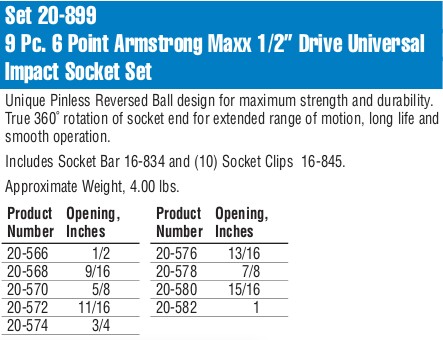 Set 20-899
9 Pc. 6 Point Armstrong Maxx 1/2" Drive Universal
Impact Socket Set
Unique Pinless Reversed Ball design for maximum strength and durability.
True 360° rotation of socket end for extended range of motion, long life and
smooth operation.
Includes Socket Bar 16-834 and (10) Socket Clips 16-845.
Approximate Weight, 4.00 lbs.
Product Opening, Product Opening,
Number Inches Number Inches
20-566 1/2 20-576 13/16
20-568 9/16 20-578 7/8
20-570 5/8 20-580 15/16
20-572 11/16 20-582 1
20-574 3/4